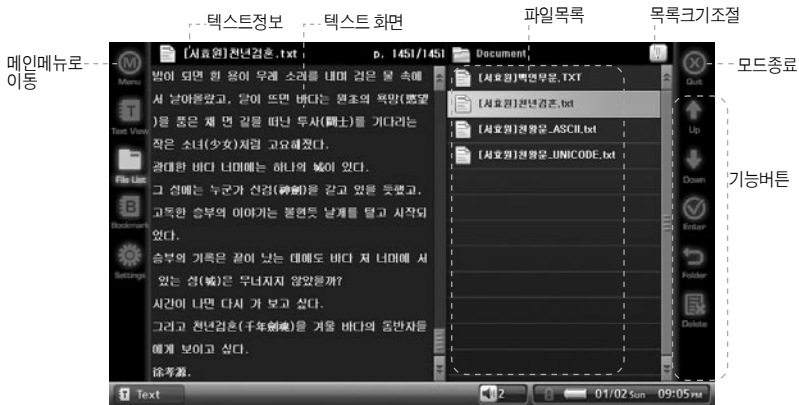 텍스트정보
텍스트 화면
파일목록
목록크기조절
메인메뉴로
이동
모드종료
기능버튼
[서효원]천년검혼.txt
p. 1451/1451
Document
Menu
Text View
File List
Bookmark
Settings
밤이 되면 흰 용이 우레 소리를 내며 검은 물 속에
서 날아올랐고, 달이 뜨면 바다는 원초의 욕망(慾望
)을 품은 채 먼 길을 떠난 투사(鬪士)를 기다리는
작은 소녀(少女)처럼 고요해졌다.
광대한 바다 너머에는 하나의 城이 있다.
그 성에는 누군가 신검(神劍)을 갈고 있을 듯했고,
고독한 승부의 이야기는 불현듯 날개를 털고 시작되
었다.
승부의 기록은 끝이 났는 데에도 바다 저 너머에 서
있는 성(城)은 무너지지 않았을까?
시간이 나면 다시 가 보고 싶다.
그리고 천년검혼(千年劍魂)을 겨울 바다의 동반자들
에게 보이고 싶다.
徐孝源.
[서효원]백연무문.TXT
[서효원]천년검혼.txt
[서효원]천왕문_ASCII.txt
[서효원]천왕문_UNICODE.txt
Quit
Up
Down
Enter
Folder
Delete
Text
2
01/02 Sun
09:05 PM